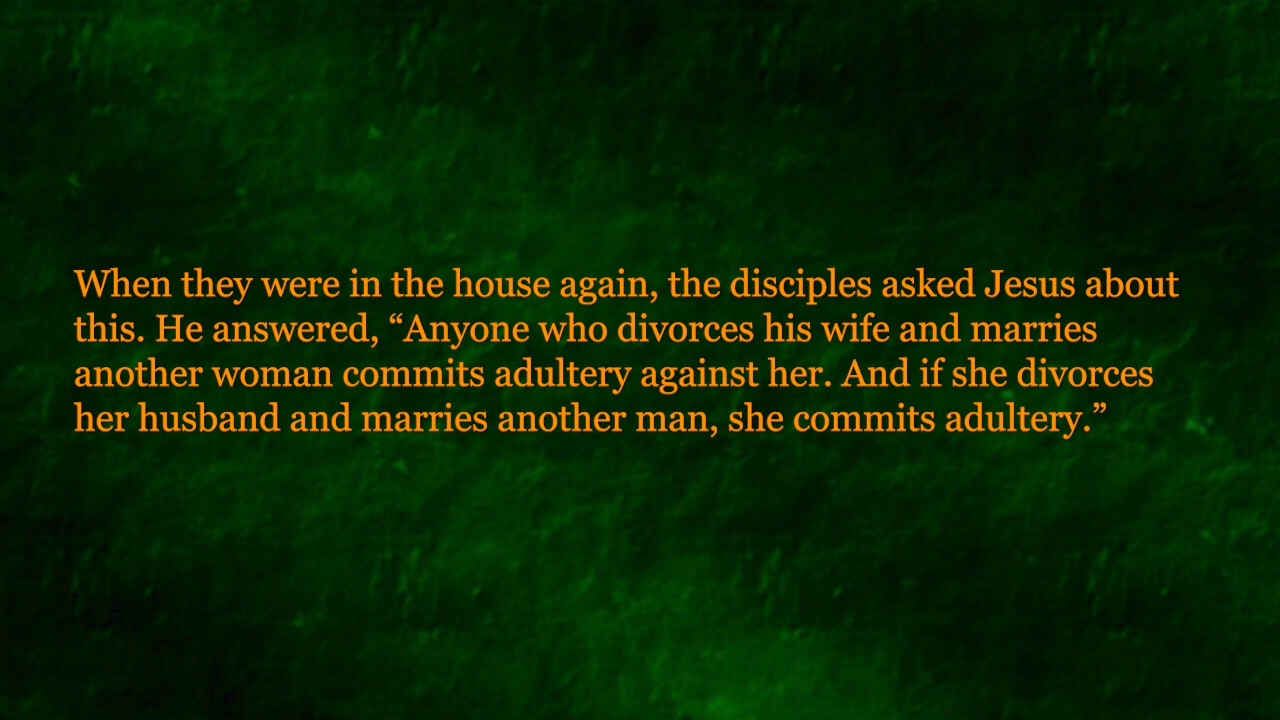 When they were in the house again, the disciples asked Jesus about
this. He answered, “Anyone who divorces his wife and marries
another woman commits adultery against her. And if she divorces
her husband and marries another man, she commits adultery.”